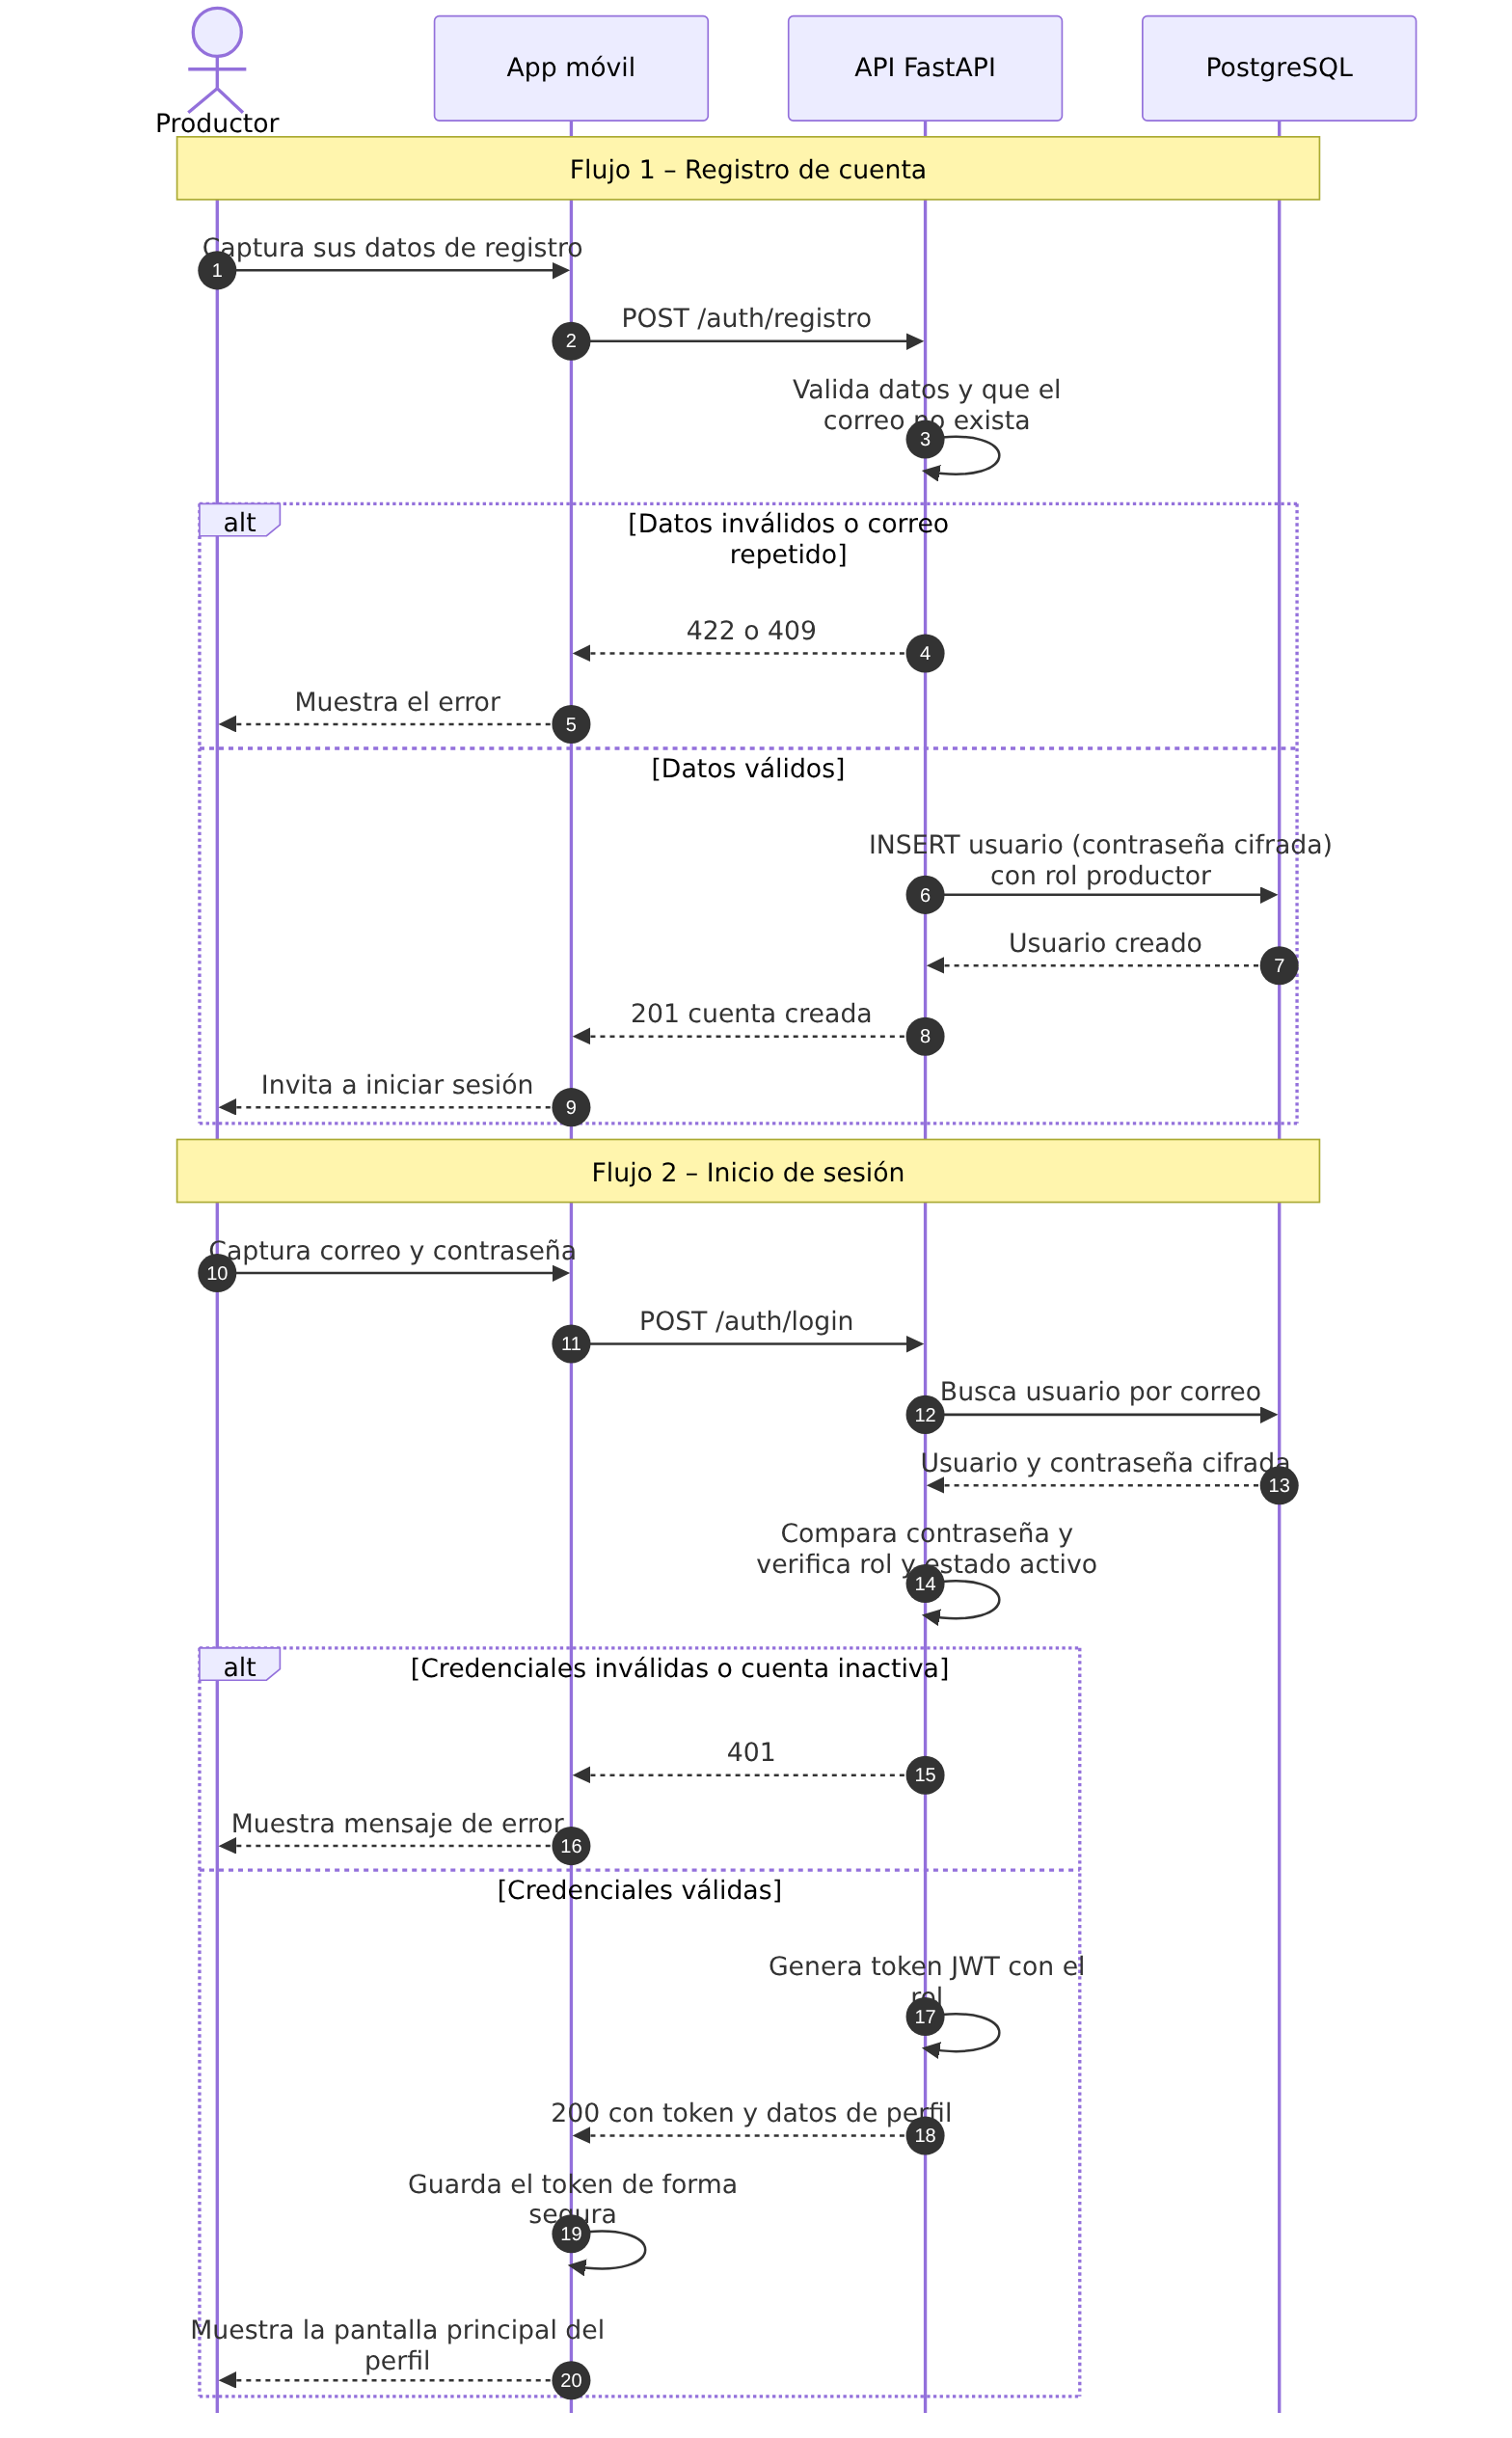 Productor
App móvil
API FastAPI
PostgreSQL
Flujo 1 – Registro de cuenta
Captura sus datos de registro
1
POST /auth/registro
2
Valida datos y que el
correo no exista
3
alt
[Datos inválidos o correo
repetido]
422 o 409
4
Muestra el error
5
[Datos válidos]
INSERT usuario (contraseña cifrada)
con rol productor
6
Usuario creado
7
201 cuenta creada
8
Invita a iniciar sesión
9
Flujo 2 – Inicio de sesión
Captura correo y contraseña
10
POST /auth/login
11
Busca usuario por correo
12
Usuario y contraseña cifrada
13
Compara contraseña y
verifica rol y estado activo
14
alt
[Credenciales inválidas o cuenta inactiva]
401
15
Muestra mensaje de error
16
[Credenciales válidas]
Genera token JWT con el
rol
17
200 con token y datos de perfil
18
Guarda el token de forma
segura
19
Muestra la pantalla principal del
perfil
20